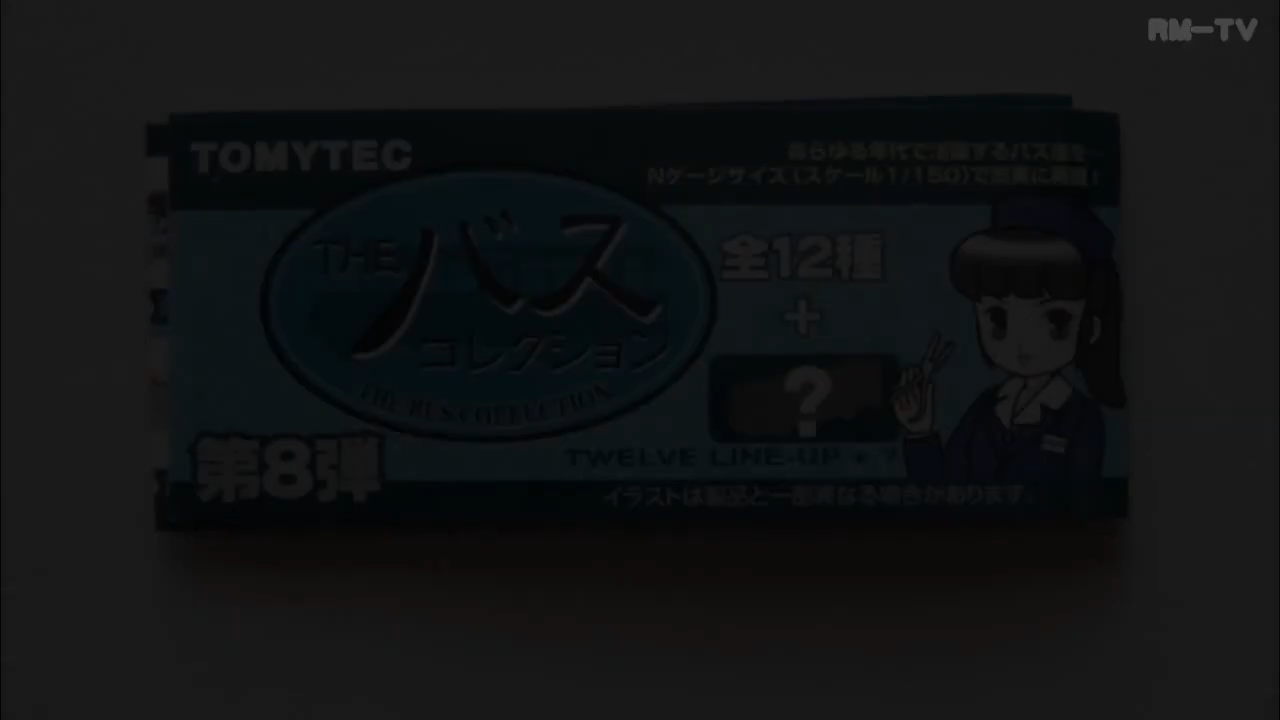 RM-TV
TOMYTEC
あらゆる年代で活躍するバス達を
Nゲージサイズ(スケール1/150)で忠実に再現!
THE バス
コレクション
THE BUS COLLECTION
全12種
+
?
第8弾
TWELVE LINE-UP + ?
イラストは製品と一部異なる場合があります